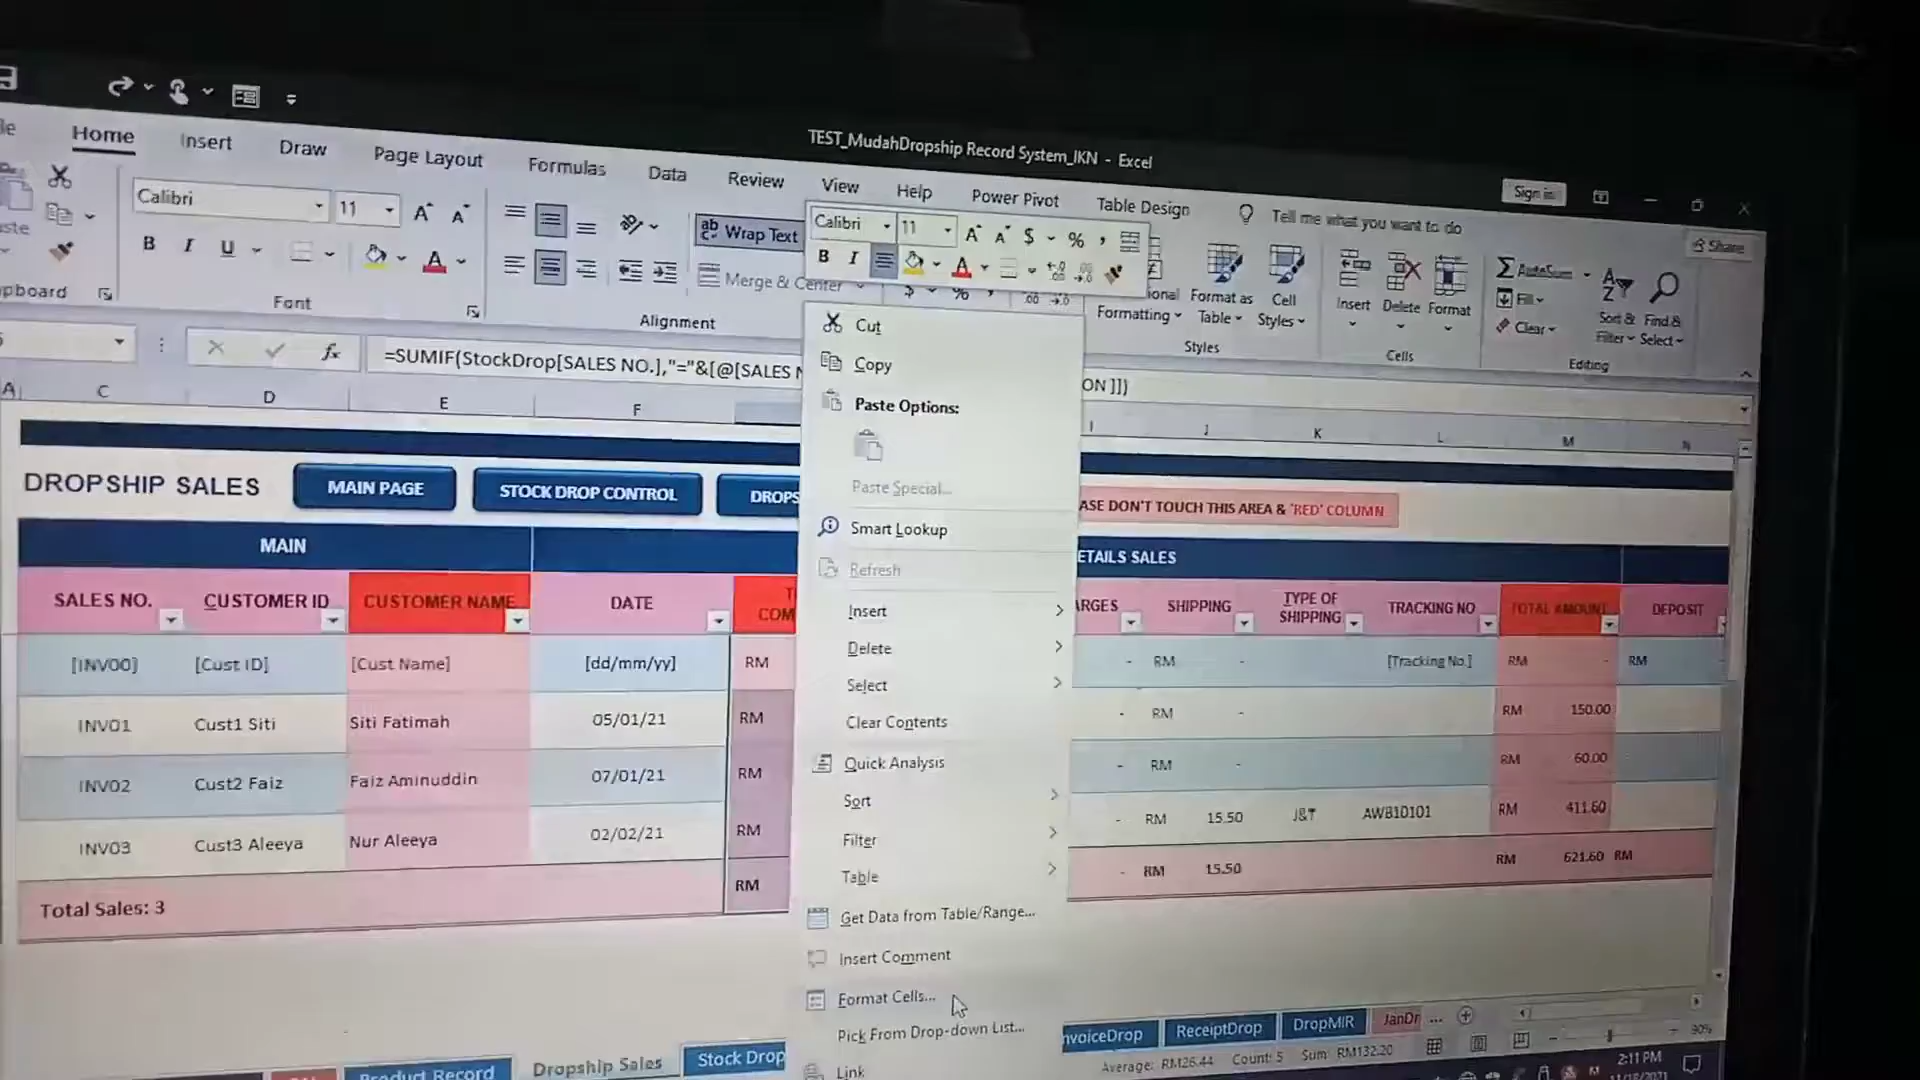 TEST_MudahDropship Record System_IKN - Excel
Sign in
Home Insert Draw Page Layout Formulas Data Review View Help Power Pivot Table Design
Tell me what you want to do
Share
Calibri 11
Wrap Text
Merge & Center
Calibri 11
B I U
B I
$ %
Formatting
Format as Table
Cell Styles
Insert
Delete
Format
AutoSum
Fill
Clear
Sort & Filter
Find & Select
Font
Alignment
Styles
Cells
Editing
=SUMIF(StockDrop[SALES NO.],"="&[@[SALES
ON ]])
A C D E F I J K L M N
DROPSHIP SALES
MAIN PAGE
STOCK DROP CONTROL
DROPS
ASE DON'T TOUCH THIS AREA & 'RED' COLUMN
MAIN
ETAILS SALES
SALES NO. CUSTOMER ID CUSTOMER NAME DATE
ARGES SHIPPING TYPE OF SHIPPING TRACKING NO TOTAL AMOUNT DEPOSIT
[INV00] [Cust ID] [Cust Name] [dd/mm/yy] RM - RM - [Tracking No.] RM - RM
INV01 Cust1 Siti Siti Fatimah 05/01/21 RM - RM - RM 150.00
INV02 Cust2 Faiz Faiz Aminuddin 07/01/21 RM - RM - RM 60.00
INV03 Cust3 Aleeya Nur Aleeya 02/02/21 RM - RM 15.50 J&T AWB10101 RM 411.60
Total Sales: 3 RM - RM 15.50 RM 621.60 RM
Cut
Copy
Paste Options:
Paste Special...
Smart Lookup
Refresh
Insert
Delete
Select
Clear Contents
Quick Analysis
Sort
Filter
Table
Get Data from Table/Range...
Insert Comment
Format Cells...
Pick From Drop-down List...
Link
Product Record
Dropship Sales
Stock Drop
nvoiceDrop
ReceiptDrop
DropMIR
JanDr
...
Average: RM26.44 Count: 5 Sum: RM132.20
90%
2:11 PM